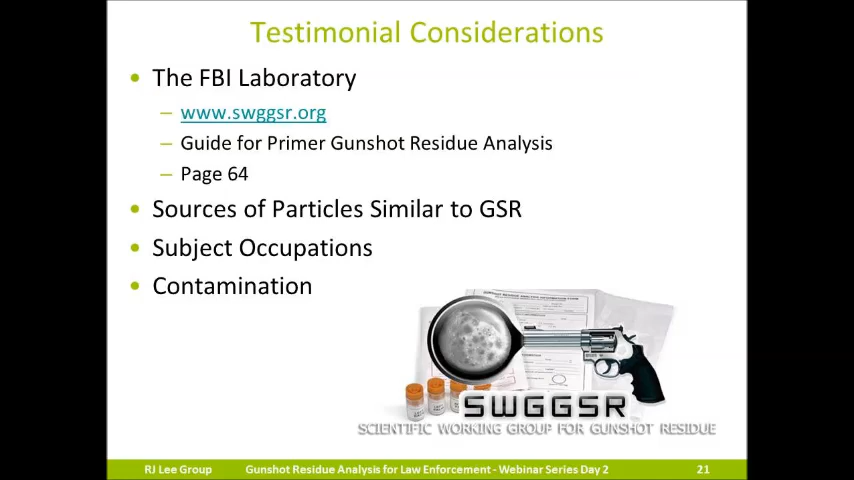 Testimonial Considerations
• The FBI Laboratory
– www.swggsr.org
– Guide for Primer Gunshot Residue Analysis
– Page 64
• Sources of Particles Similar to GSR
• Subject Occupations
• Contamination
SWGGSR
SCIENTIFIC WORKING GROUP FOR GUNSHOT RESIDUE
RJ Lee Group Gunshot Residue Analysis for Law Enforcement - Webinar Series Day 2 21